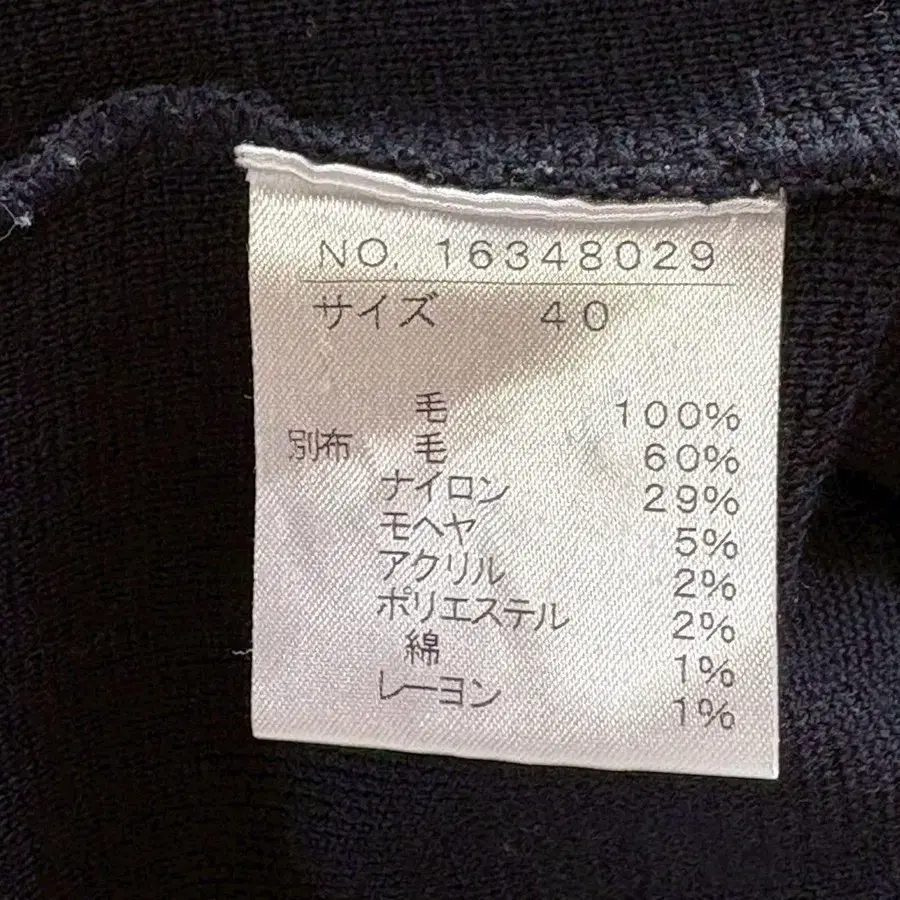 NO. 16348029
サイズ 40
毛 100%
別布 毛 60%
ナイロン 29%
モヘヤ 5%
アクリル 2%
ポリエステル 2%
綿 1%
レーヨン 1%